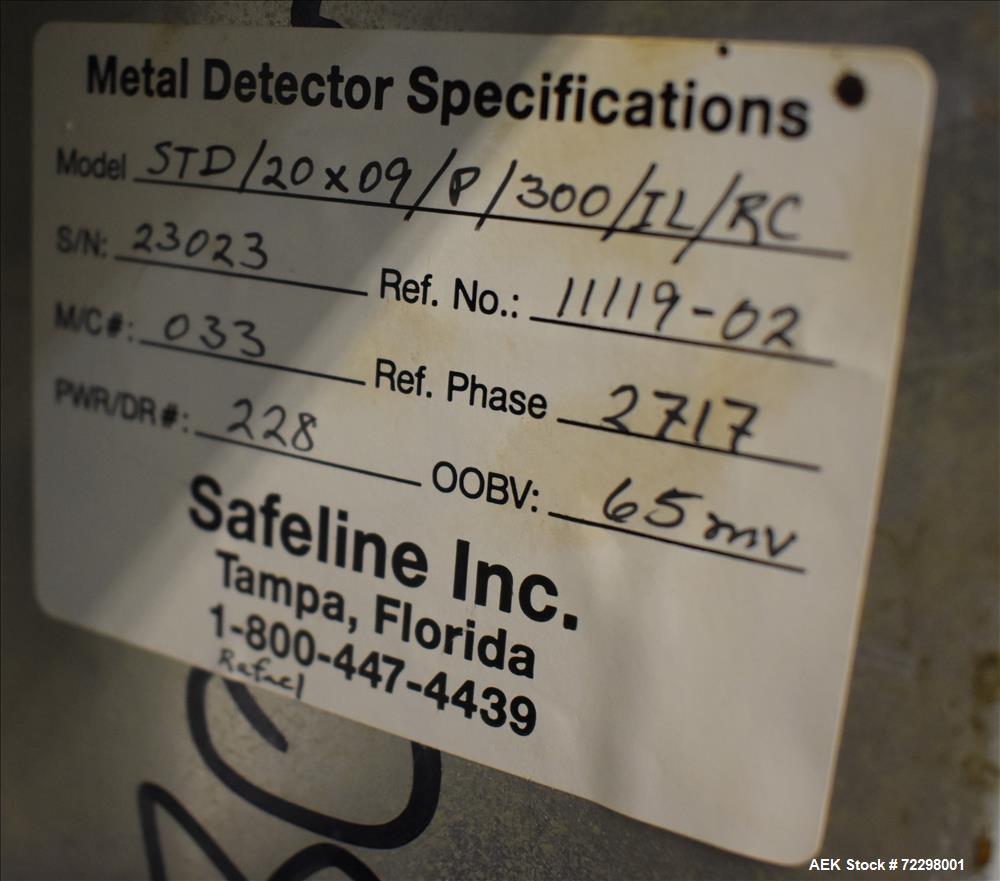 Metal Detector Specifications
Model STD/20x09/P/300/IL/RC
S/N: 23023 Ref. No.: 11119-02
M/C#: 033 Ref. Phase 2717
PWR/DR#: 228 OOBV: 65mv
Safeline Inc.
Tampa, Florida
1-800-447-4439
Rafael
AEK Stock # 72298001